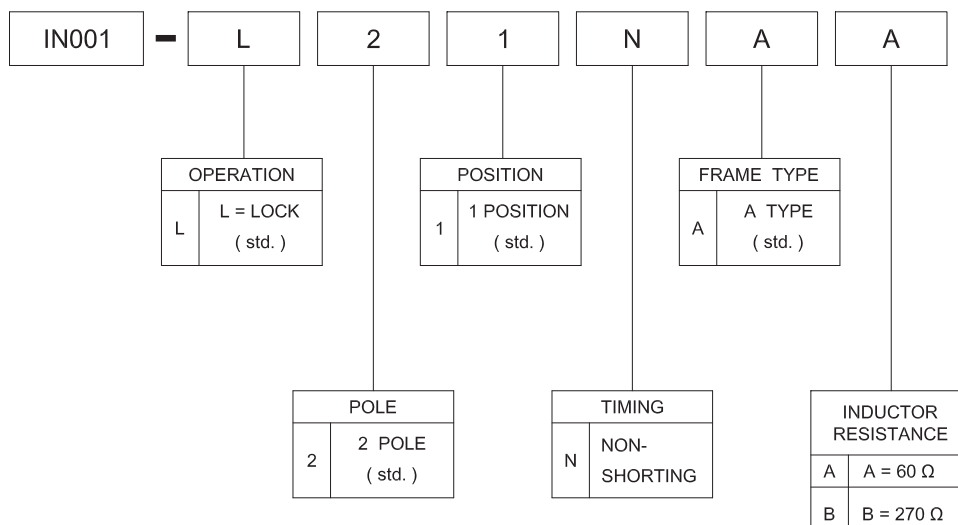 IN001 - L 2 1 N A A
OPERATION
L L = LOCK
( std. )
POSITION
1 1 POSITION
( std. )
FRAME TYPE
A A TYPE
( std. )
POLE
2 2 POLE
( std. )
TIMING
N NON-
SHORTING
INDUCTOR
RESISTANCE
A A = 60 Ω
B B = 270 Ω